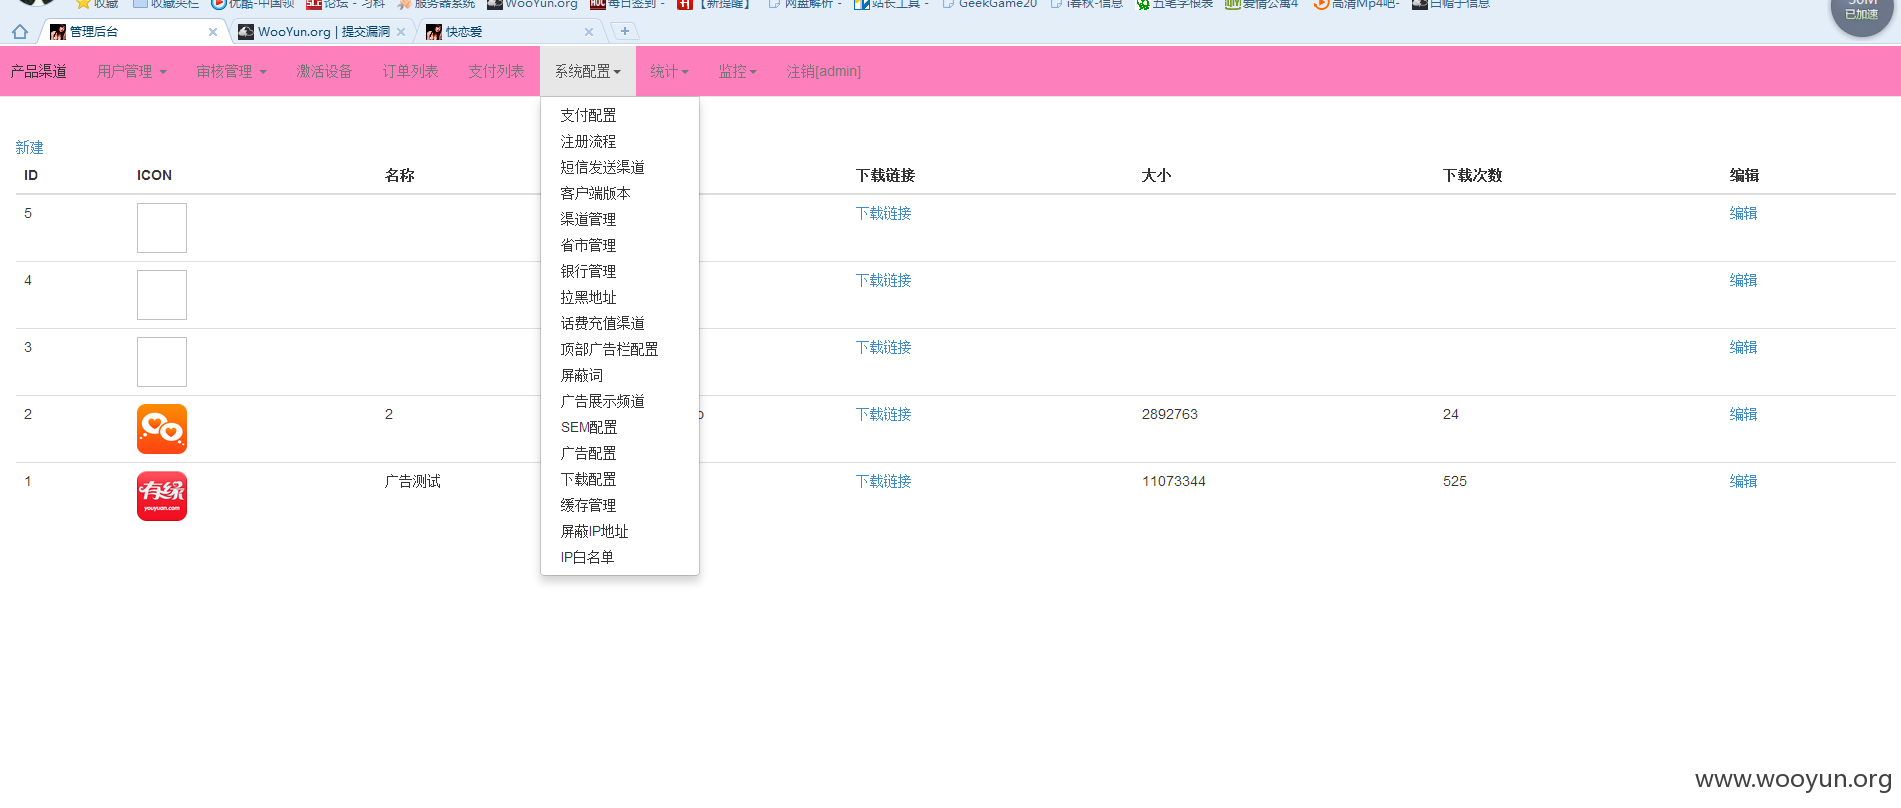 收藏 收藏夹栏 优酷-中国领 论坛 - 习科 服务器系统 WooYun.org 每日签到 - 【新提醒】 网盘解析 - 站长工具 - GeekGame20 i春秋-信息 五笔字根表 爱情公寓4 高清Mp4吧- 白帽子信息
已加速
管理后台 WooYun.org | 提交漏洞 快恋爱
产品渠道 用户管理 审核管理 激活设备 订单列表 支付列表 系统配置 统计 监控 注销[admin]
支付配置
注册流程
短信发送渠道
客户端版本
渠道管理
省市管理
银行管理
拉黑地址
话费充值渠道
顶部广告栏配置
屏蔽词
广告展示频道
SEM配置
广告配置
下载配置
缓存管理
屏蔽IP地址
IP白名单
新建
ID ICON 名称 下载链接 大小 下载次数 编辑
5 下载链接 编辑
4 下载链接 编辑
3 下载链接 编辑
2 2 下载链接 2892763 24 编辑
1 有缘 youyuan.com 广告测试 下载链接 11073344 525 编辑
www.wooyun.org